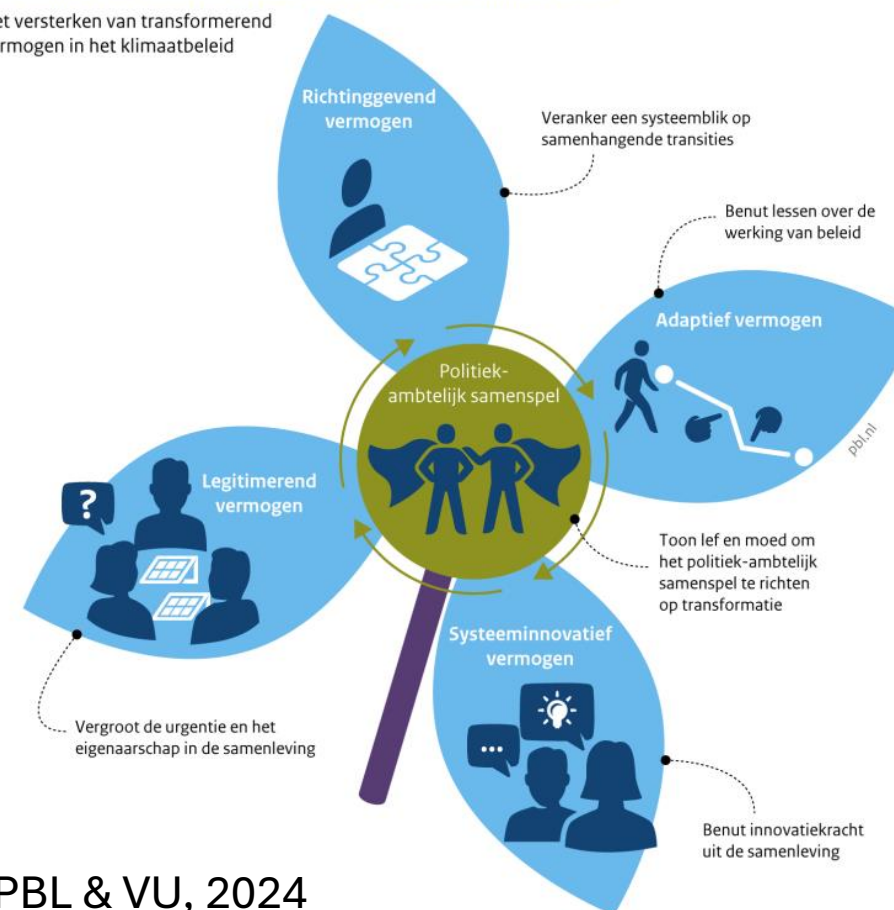 et versterken van transformerend
ermogen in het klimaatbeleid
Richtinggevend
vermogen
Veranker een systeemblik op
samenhangende transities
Benut lessen over de
werking van beleid
Adaptief vermogen
pbl.nl
Politiek-
ambtelijk samenspel
Legitimerend
vermogen
?
Toon lef en moed om
het politiek-ambtelijk
samenspel te richten
op transformatie
Systeeminnovatief
vermogen
...
Vergroot de urgentie en het
eigenaarschap in de samenleving
Benut innovatiekracht
uit de samenleving
PBL & VU, 2024